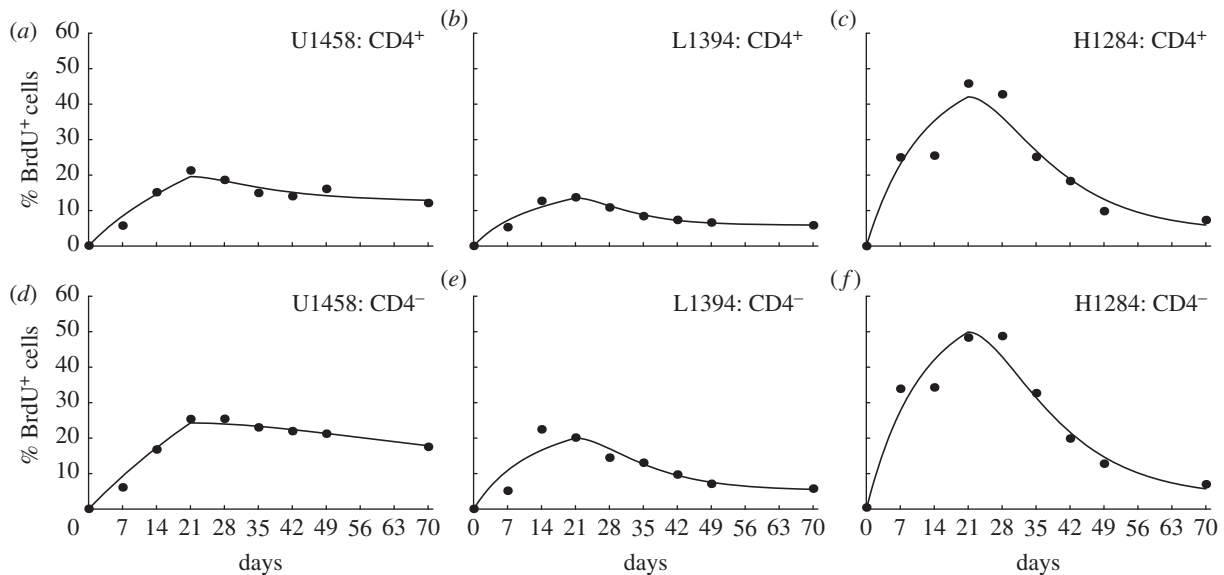 (a) U1458: CD4⁺
(b) L1394: CD4⁺
(c) H1284: CD4⁺
% BrdU⁺ cells
60
50
40
30
20
10
0
(d) U1458: CD4⁻
(e) L1394: CD4⁻
(f) H1284: CD4⁻
% BrdU⁺ cells
60
50
40
30
20
10
0 7 14 21 28 35 42 49 56 63 70
0 7 14 21 28 35 42 49 56 63 70
0 7 14 21 28 35 42 49 56 63 70
days
days
days